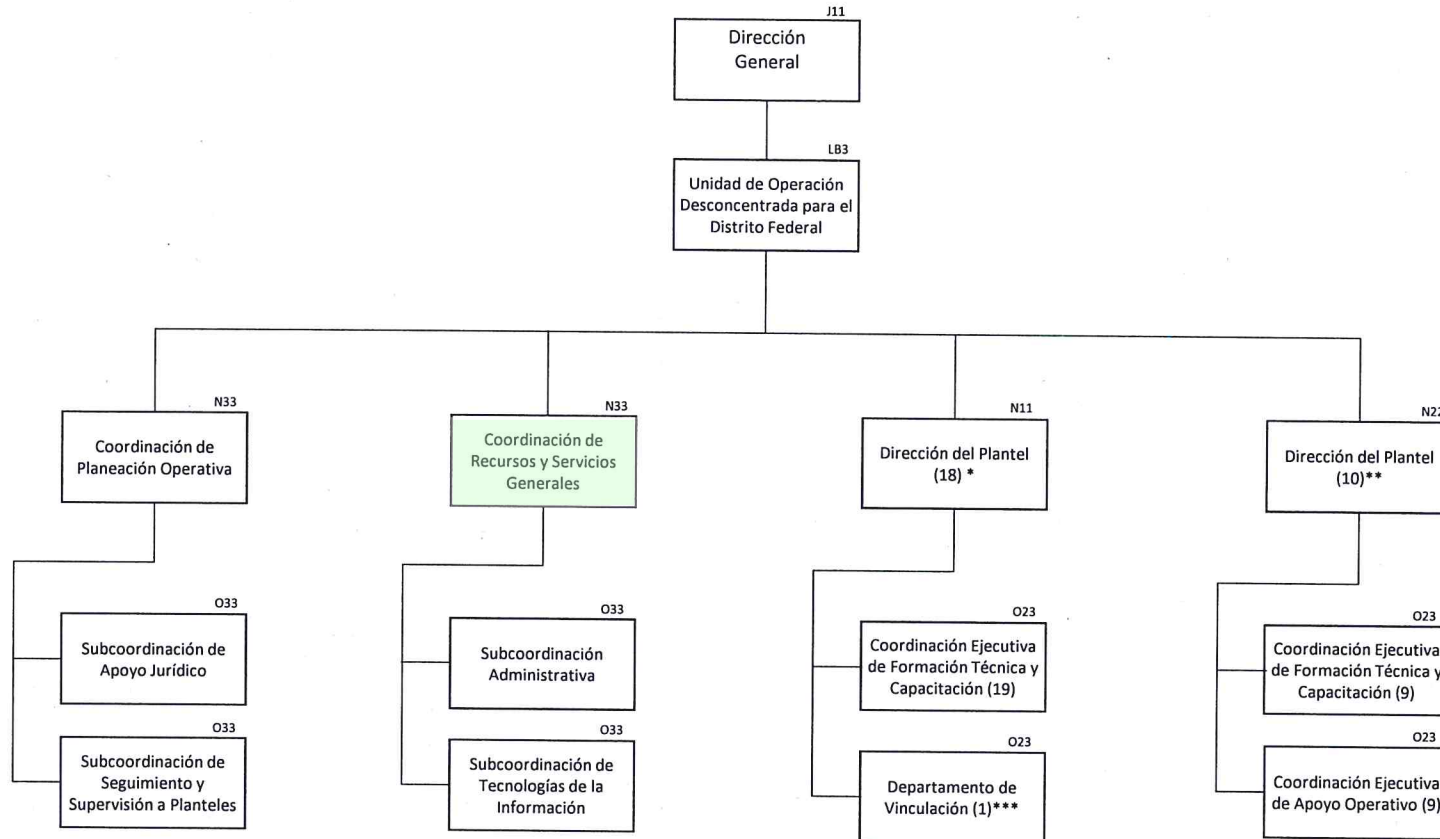 J11
Dirección
General
LB3
Unidad de Operación
Desconcentrada para el
Distrito Federal
N33
Coordinación de
Planeación Operativa
N33
Coordinación de
Recursos y Servicios
Generales
N11
Dirección del Plantel
(18) *
N22
Dirección del Plantel
(10)**
O33
Subcoordinación de
Apoyo Jurídico
O33
Subcoordinación
Administrativa
O23
Coordinación Ejecutiva
de Formación Técnica y
Capacitación (19)
O23
Coordinación Ejecutiva
de Formación Técnica y
Capacitación (9)
O33
Subcoordinación de
Seguimiento y
Supervisión a Planteles
O33
Subcoordinación de
Tecnologías de la
Información
O23
Departamento de
Vinculación (1)***
O23
Coordinación Ejecutiva
de Apoyo Operativo (9)